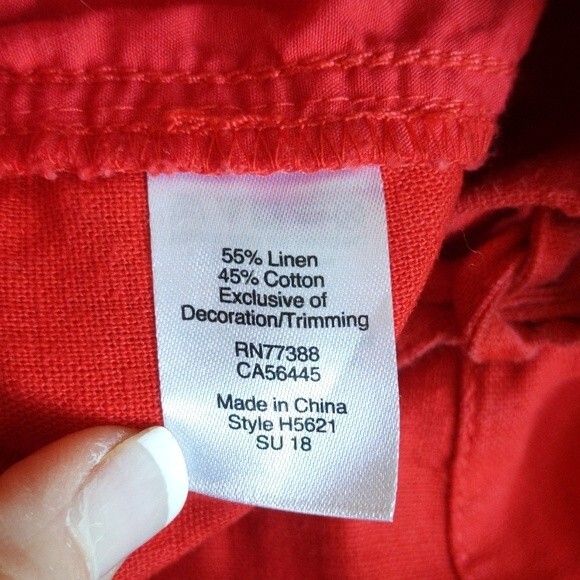 55% Linen
45% Cotton
Exclusive of
Decoration/Trimming
RN77388
CA56445
Made in China
Style H5621
SU 18